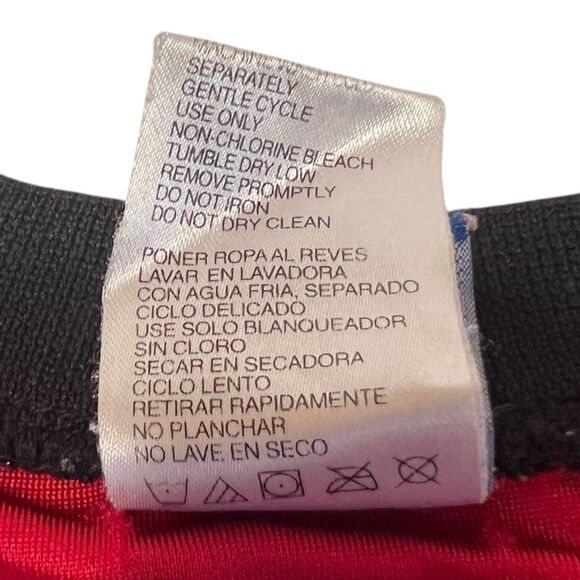 SEPARATELY
GENTLE CYCLE
USE ONLY
NON-CHLORINE BLEACH
TUMBLE DRY LOW
REMOVE PROMPTLY
DO NOT IRON
DO NOT DRY CLEAN
PONER ROPA AL REVES
LAVAR EN LAVADORA
CON AGUA FRIA, SEPARADO
CICLO DELICADO
USE SOLO BLANQUEADOR
SIN CLORO
SECAR EN SECADORA
CICLO LENTO
RETIRAR RAPIDAMENTE
NO PLANCHAR
NO LAVE EN SECO